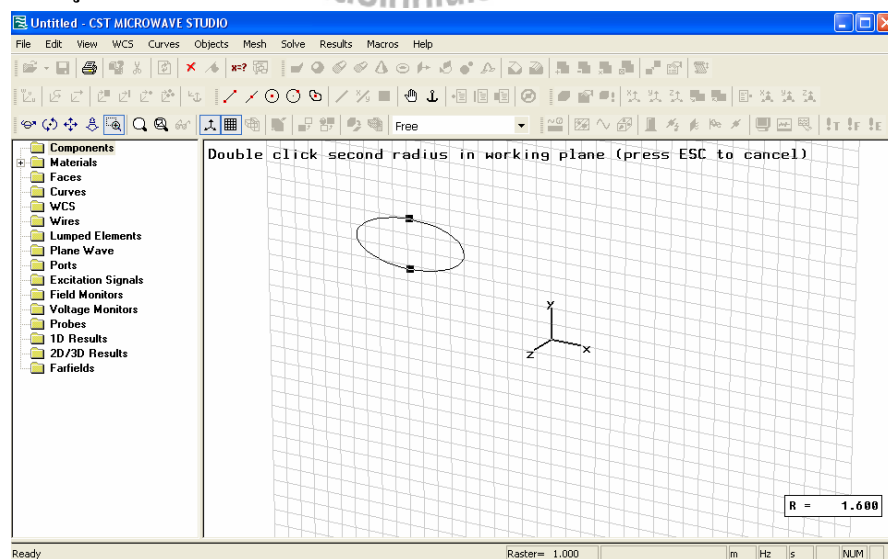 Untitled - CST MICROWAVE STUDIO
File Edit View WCS Curves Objects Mesh Solve Results Macros Help
x=?
Free
!T !F !E
Components
Materials
Faces
Curves
WCS
Wires
Lumped Elements
Plane Wave
Ports
Excitation Signals
Field Monitors
Voltage Monitors
Probes
1D Results
2D/3D Results
Farfields
Double click second radius in working plane (press ESC to cancel)
y
x
z
R = 1.600
Ready Raster= 1.000 m Hz s NUM